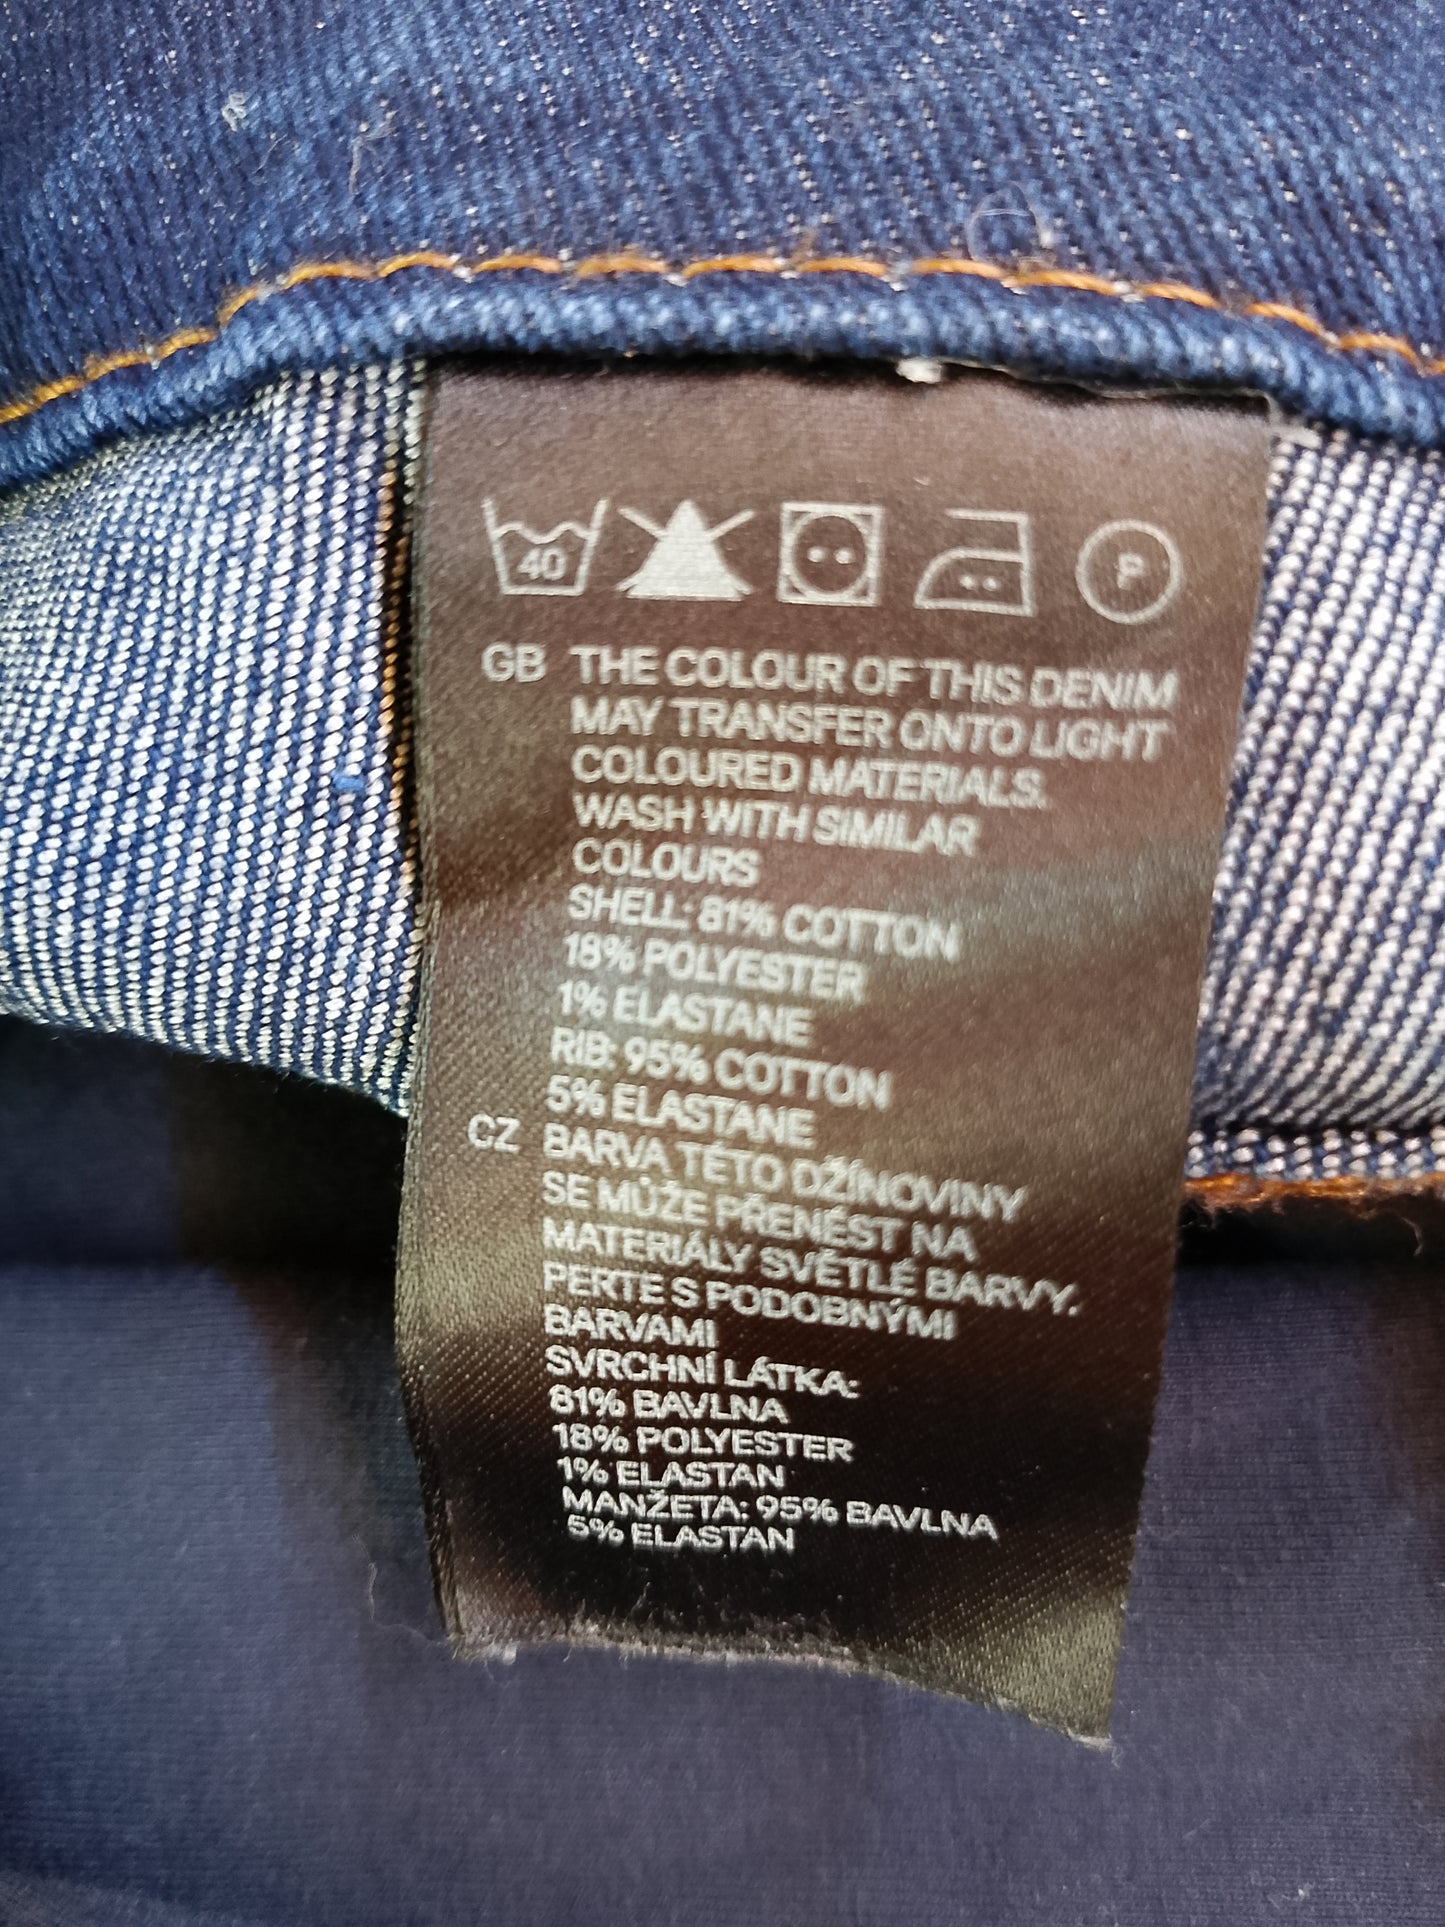 40 P
GB THE COLOUR OF THIS DENIM
MAY TRANSFER ONTO LIGHT
COLOURED MATERIALS.
WASH WITH SIMILAR
COLOURS
SHELL: 81% COTTON
18% POLYESTER
1% ELASTANE
RIB: 95% COTTON
5% ELASTANE
CZ BARVA TÉTO DŽÍNOVINY
SE MŮŽE PŘENÉST NA
MATERIÁLY SVĚTLÉ BARVY.
PERTE S PODOBNÝMI
BARVAMI
SVRCHNÍ LÁTKA:
81% BAVLNA
18% POLYESTER
1% ELASTAN
MANŽETA: 95% BAVLNA
5% ELASTAN